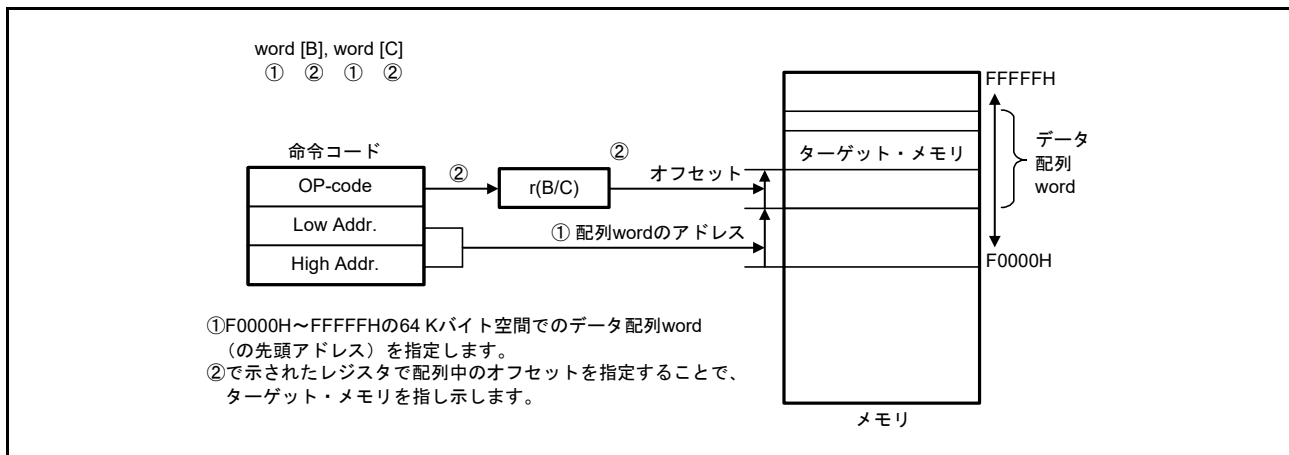 word [B], word [C]
① ② ① ②
命令コード
OP-code
Low Addr.
High Addr.
②
r(B/C)
②
オフセット
① 配列wordのアドレス
ターゲット・メモリ
FFFFFH
データ
配列
word
F0000H
メモリ
①F0000H～FFFFFHの64 Kバイト空間でのデータ配列word
（の先頭アドレス）を指定します。
②で示されたレジスタで配列中のオフセットを指定することで、
ターゲット・メモリを指し示します。